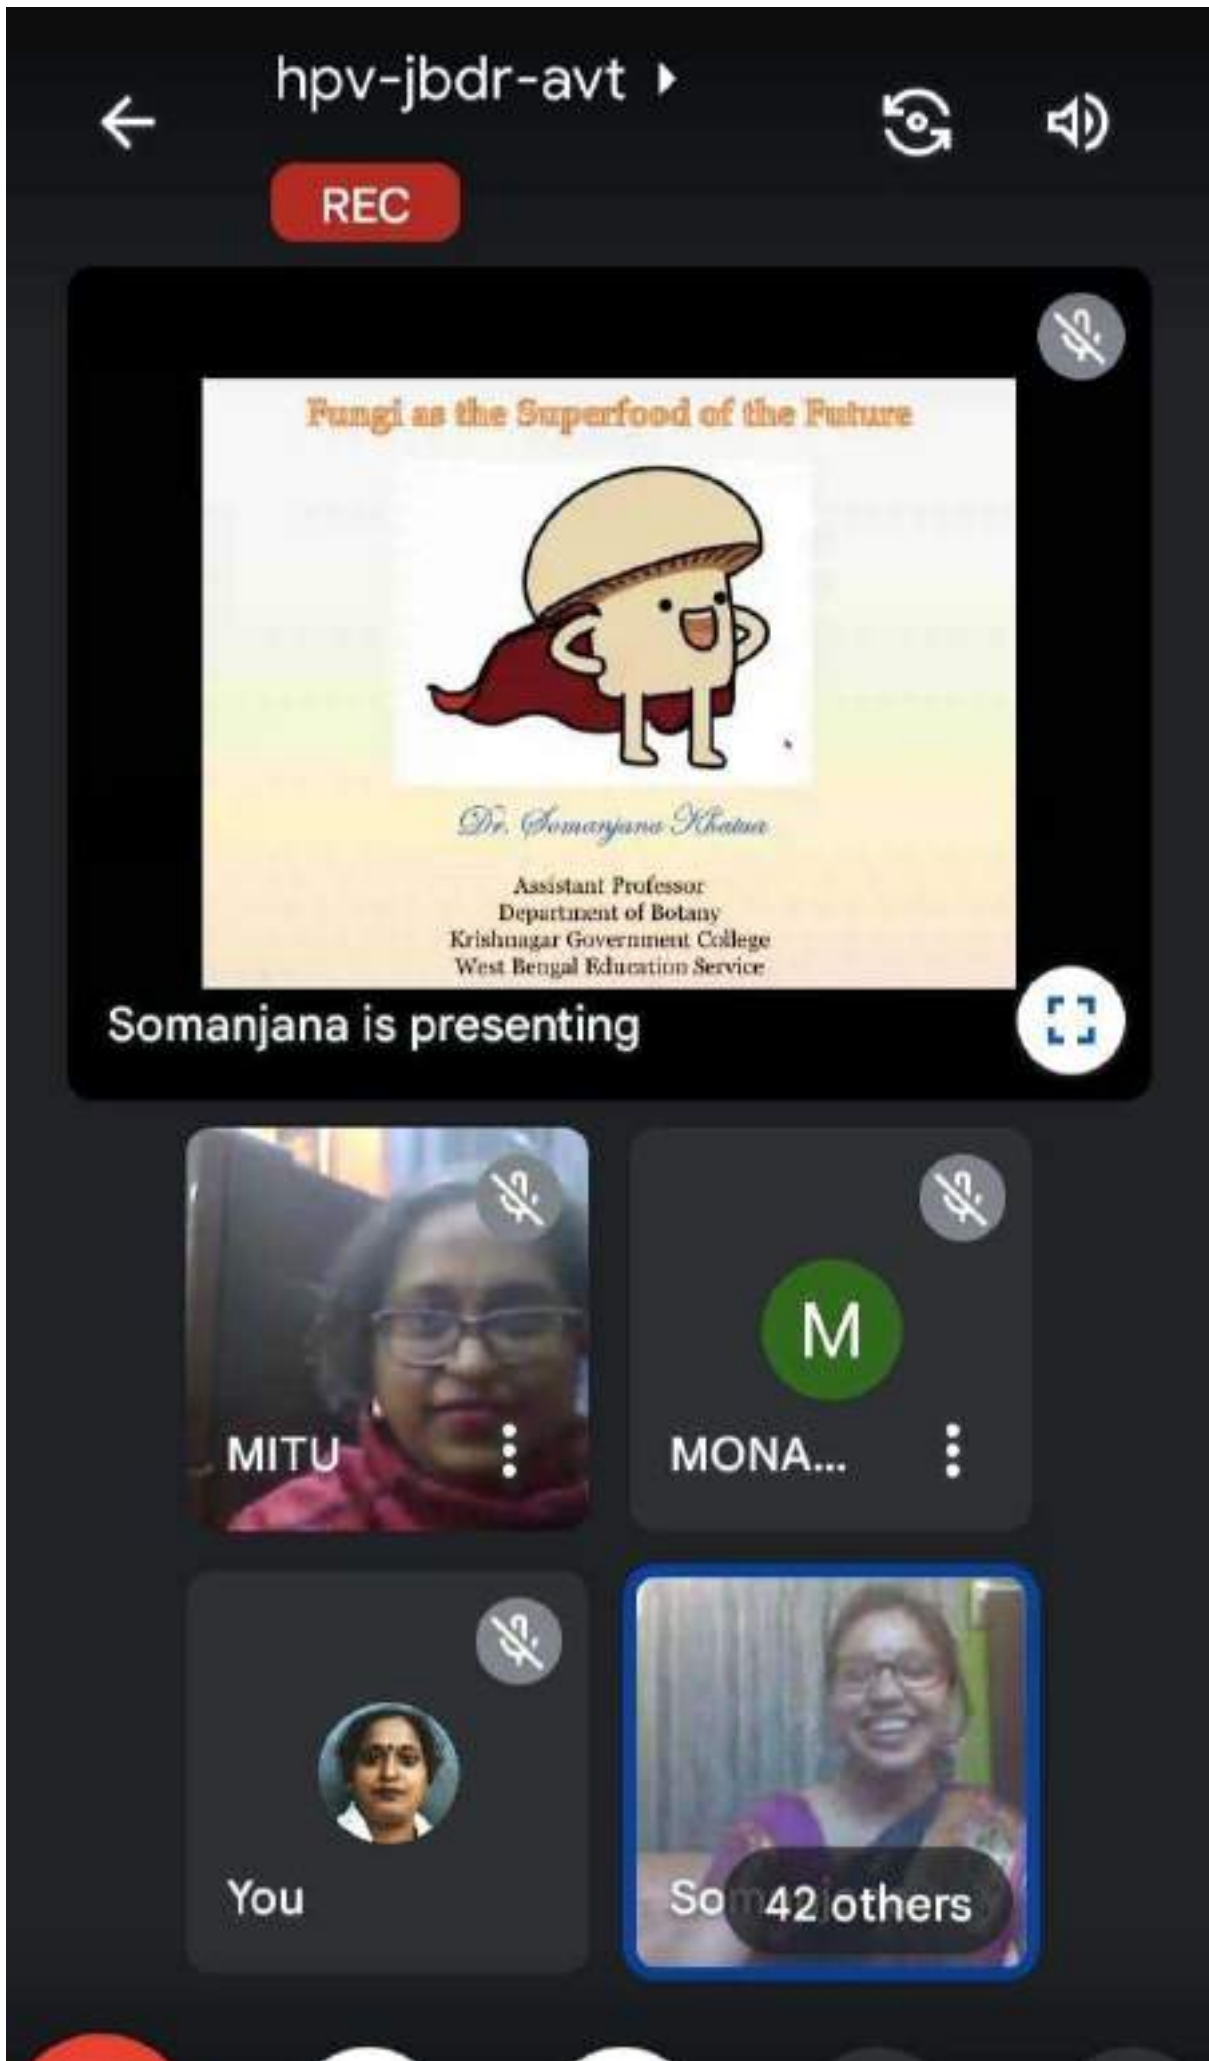 hpv-jbdr-avt
REC
Fungi as the Superfood of the Future
Dr. Somanjana Khatua
Assistant Professor
Department of Botany
Krishnagar Government College
West Bengal Education Service
Somanjana is presenting
MITU
M
MONA...
You
So
42 others